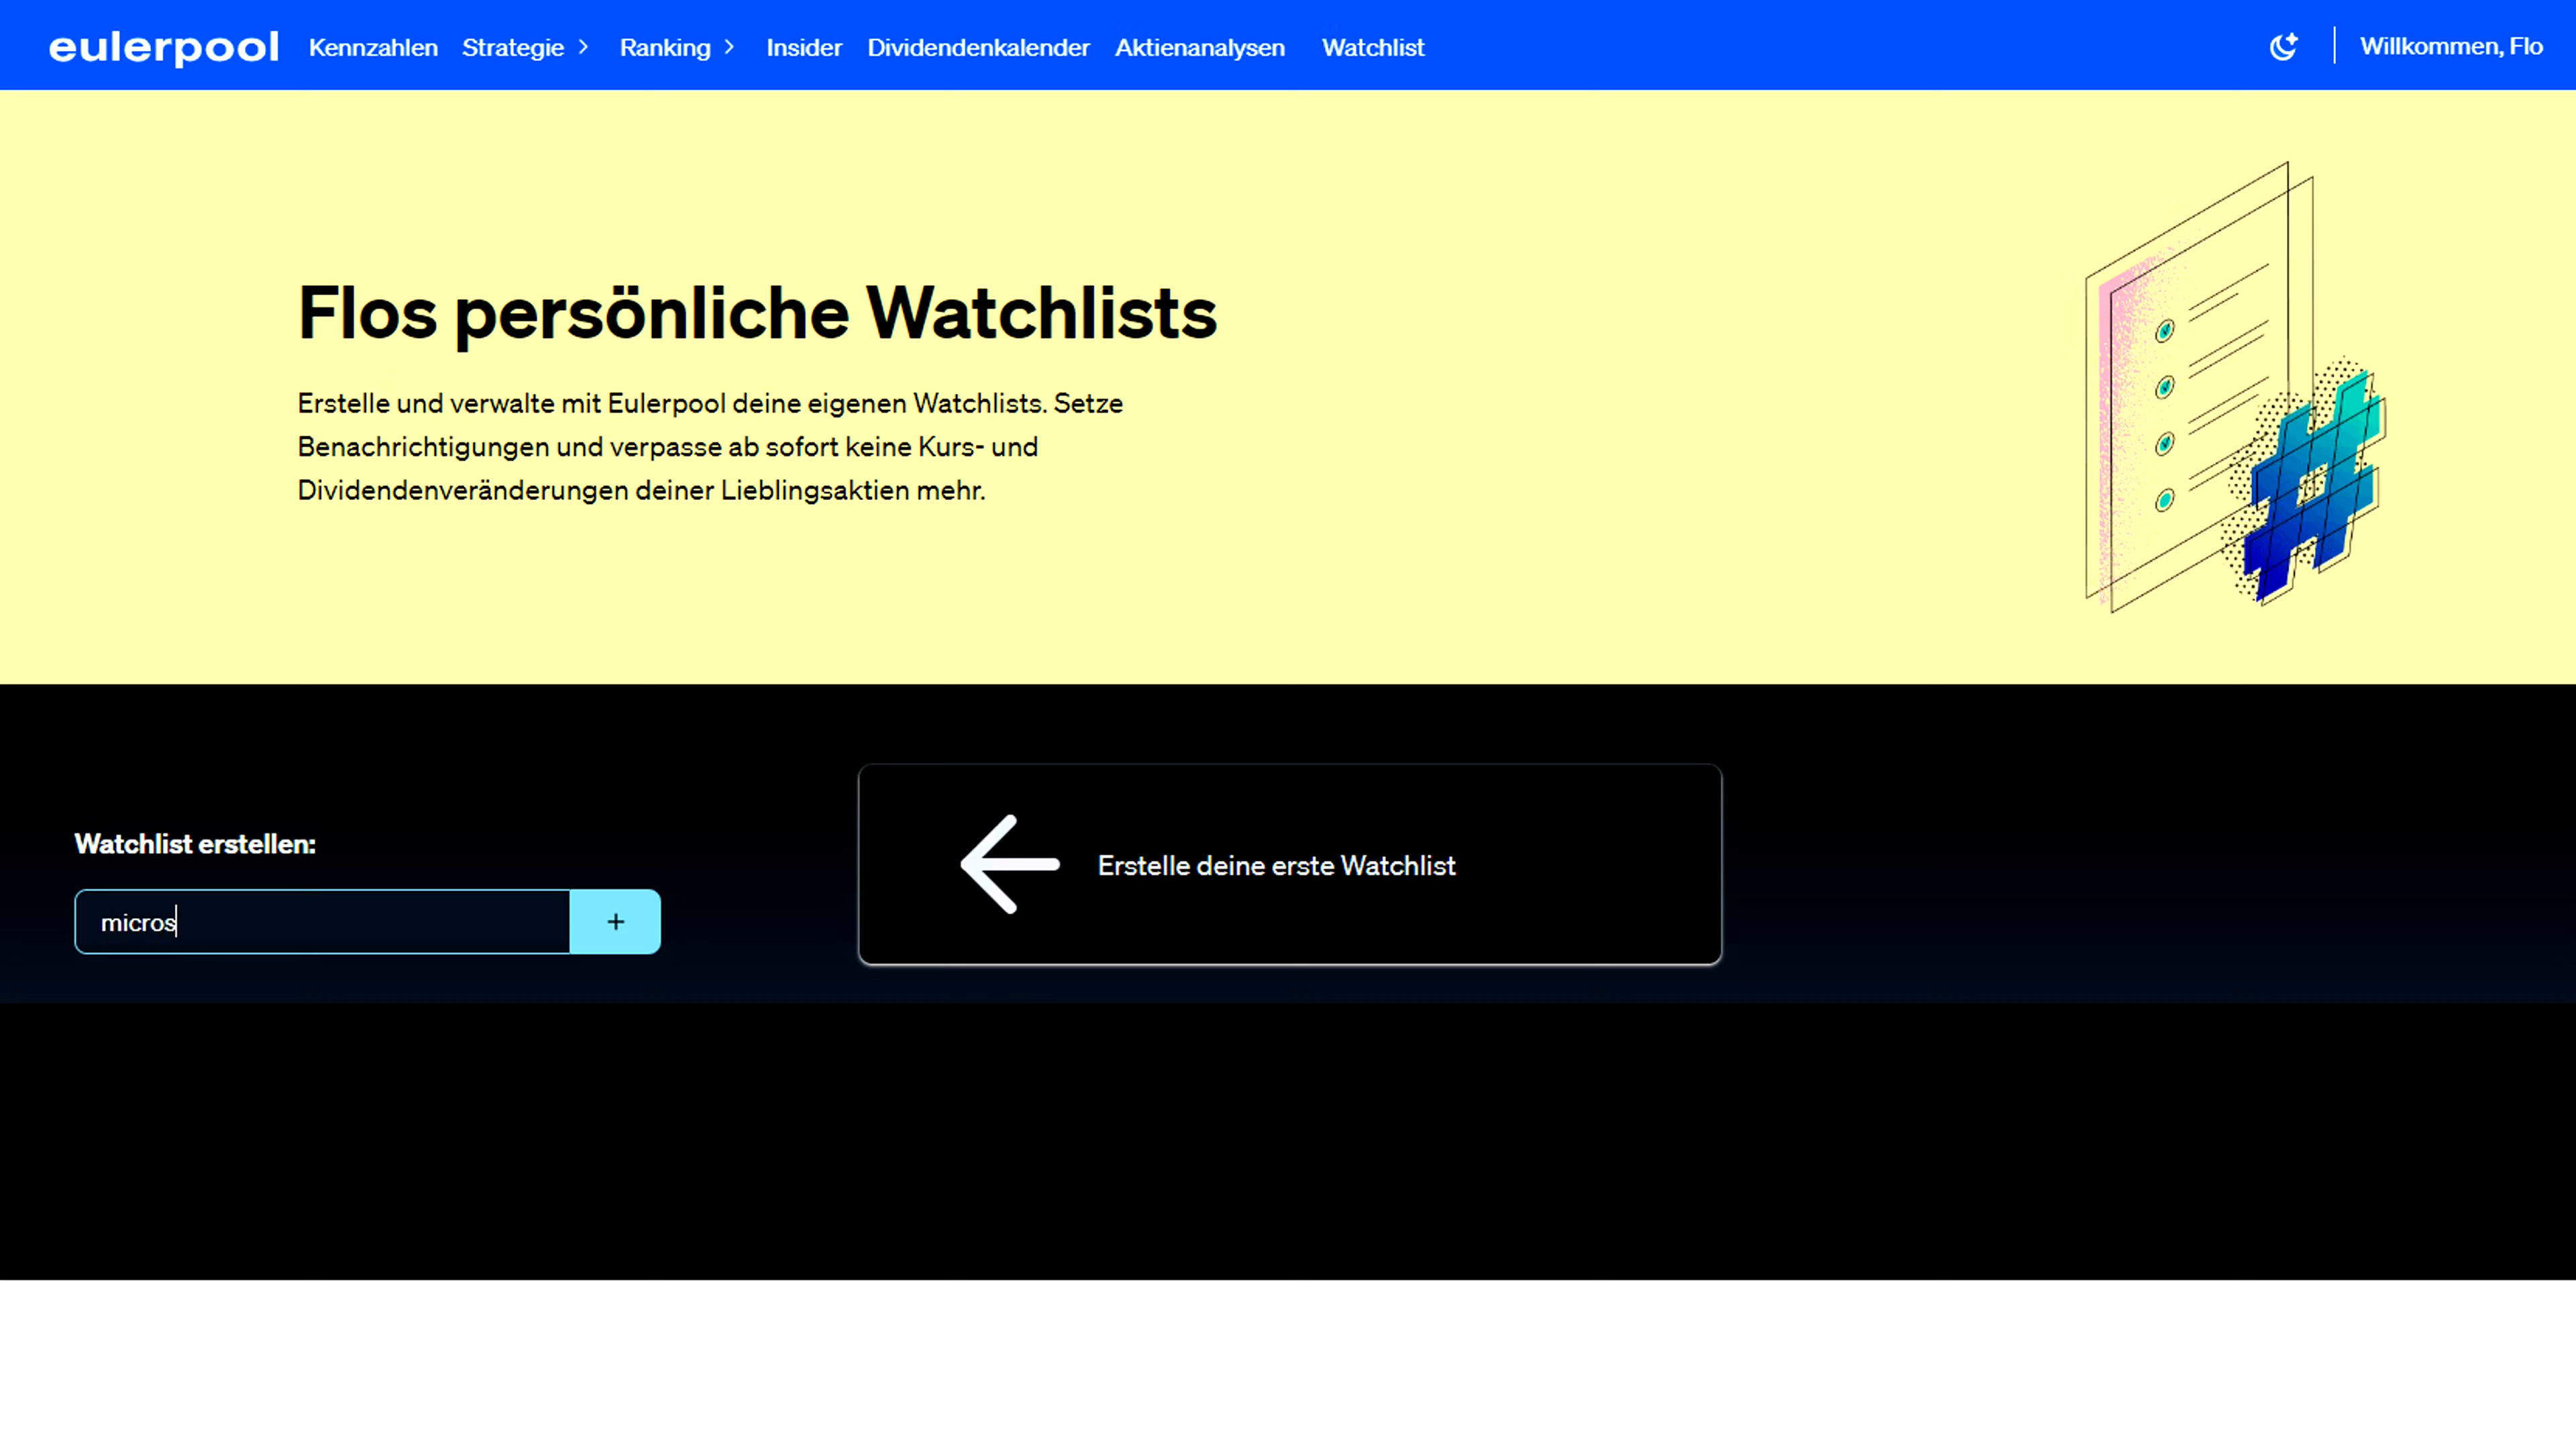 eulerpool Kennzahlen Strategie Ranking Insider Dividendenkalender Aktienanalysen Watchlist Willkommen, Flo
Flos persönliche Watchlists
Erstelle und verwalte mit Eulerpool deine eigenen Watchlists. Setze
Benachrichtigungen und verpasse ab sofort keine Kurs- und
Dividendenveränderungen deiner Lieblingsaktien mehr.
Watchlist erstellen:
micros +
Erstelle deine erste Watchlist